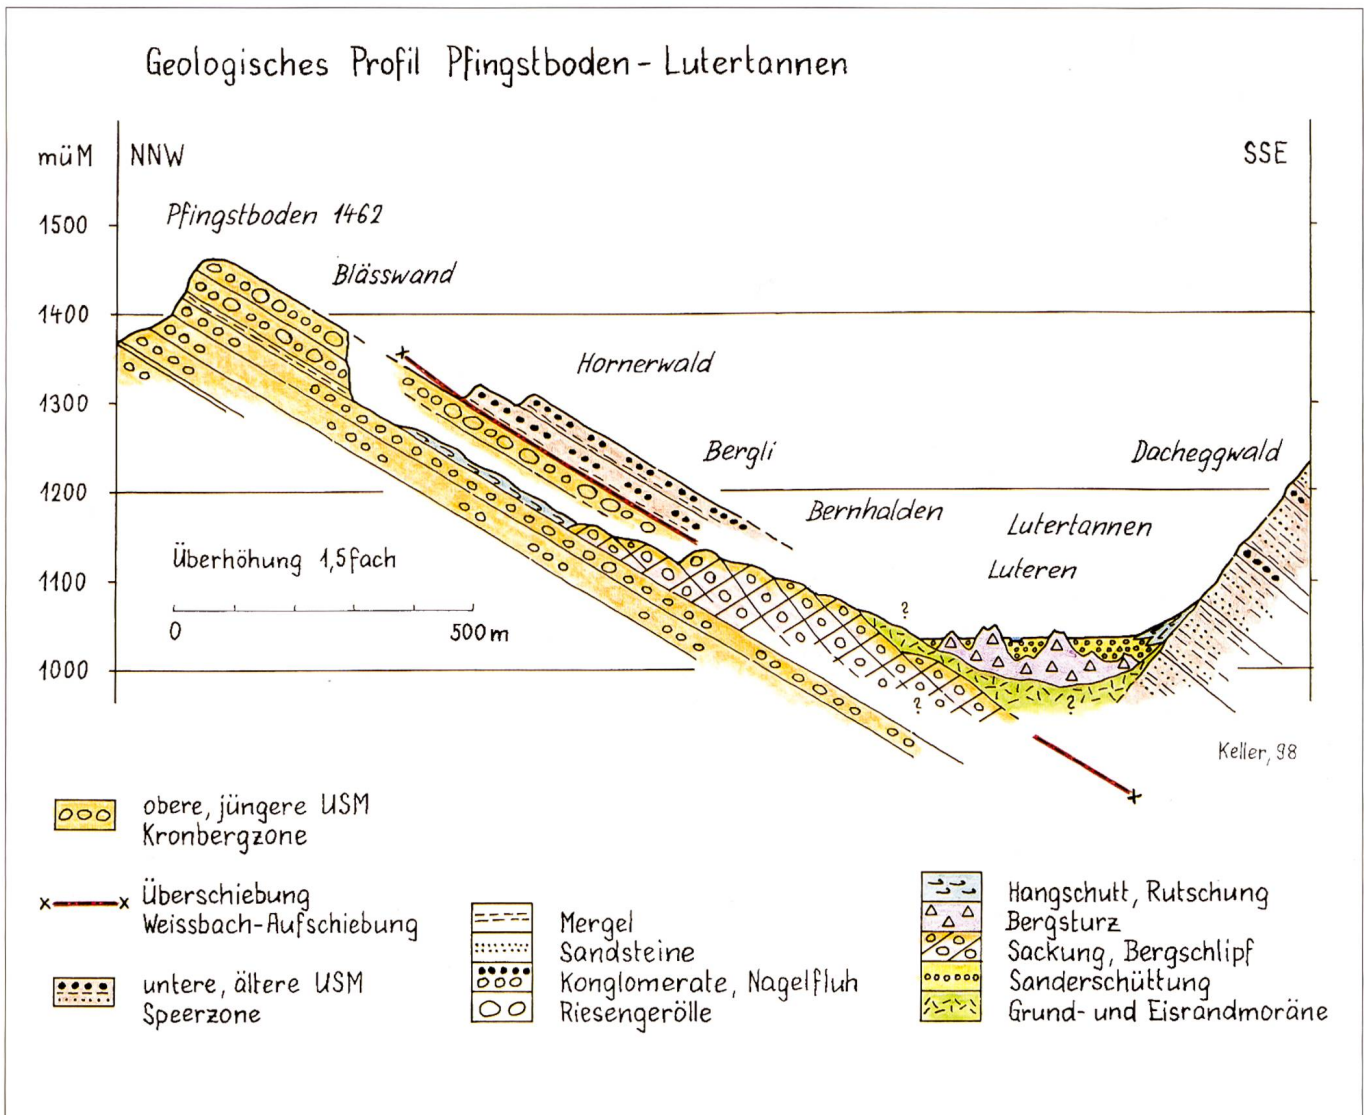 Geologisches Profil Pfingstboden - Lutertannen
müM NNW SSE
Pfingstboden 1462
1500
Blässwand
1400
Hornerwald
1300
Bergli
Dacheggwald
1200
Bernhalden
Lutertannen
Überhöhung 1,5fach
Luteren
1100
?
0 500m
1000
? ?
Keller, 98
obere, jüngere USM
Kronbergzone
x x Überschiebung
Weissbach-Aufschiebung
untere, ältere USM
Speerzone
Mergel
Sandsteine
Konglomerate, Nagelfluh
Riesengerölle
Hangschutt, Rutschung
Bergsturz
Sackung, Bergschlipf
Sanderschüttung
Grund- und Eisrandmoräne